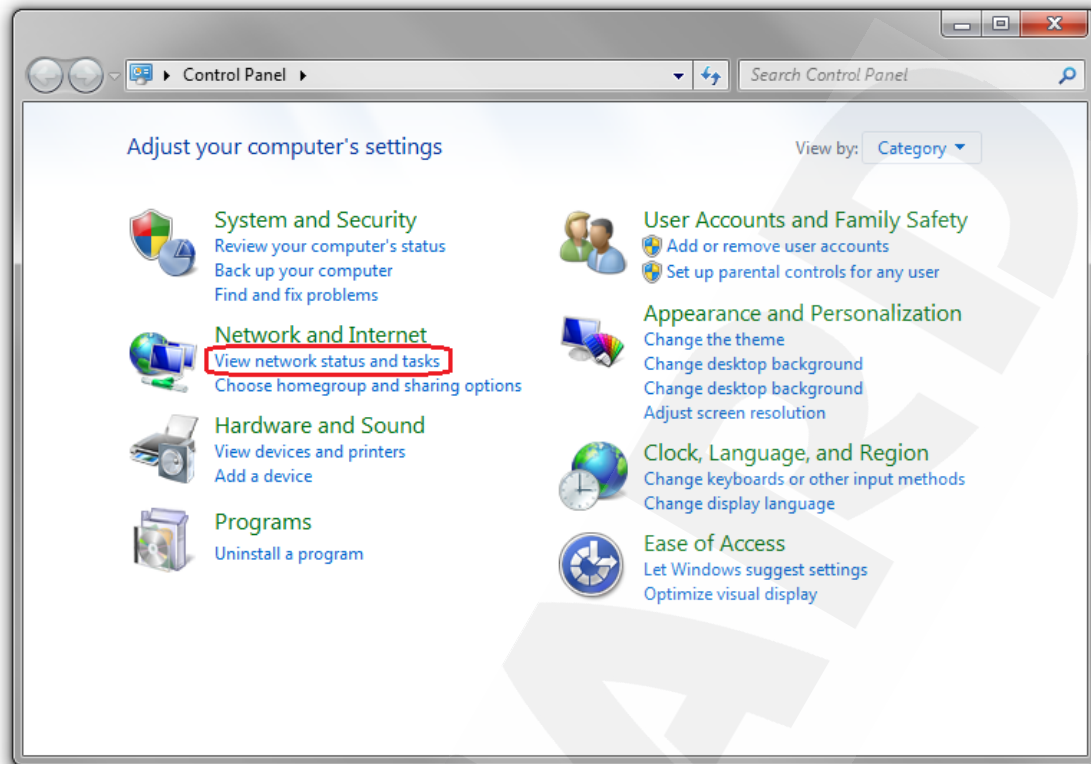 Control Panel
Search Control Panel
Adjust your computer's settings
View by: Category
System and Security
Review your computer's status
Back up your computer
Find and fix problems
Network and Internet
View network status and tasks
Choose homegroup and sharing options
Hardware and Sound
View devices and printers
Add a device
Programs
Uninstall a program
User Accounts and Family Safety
Add or remove user accounts
Set up parental controls for any user
Appearance and Personalization
Change the theme
Change desktop background
Change desktop background
Adjust screen resolution
Clock, Language, and Region
Change keyboards or other input methods
Change display language
Ease of Access
Let Windows suggest settings
Optimize visual display